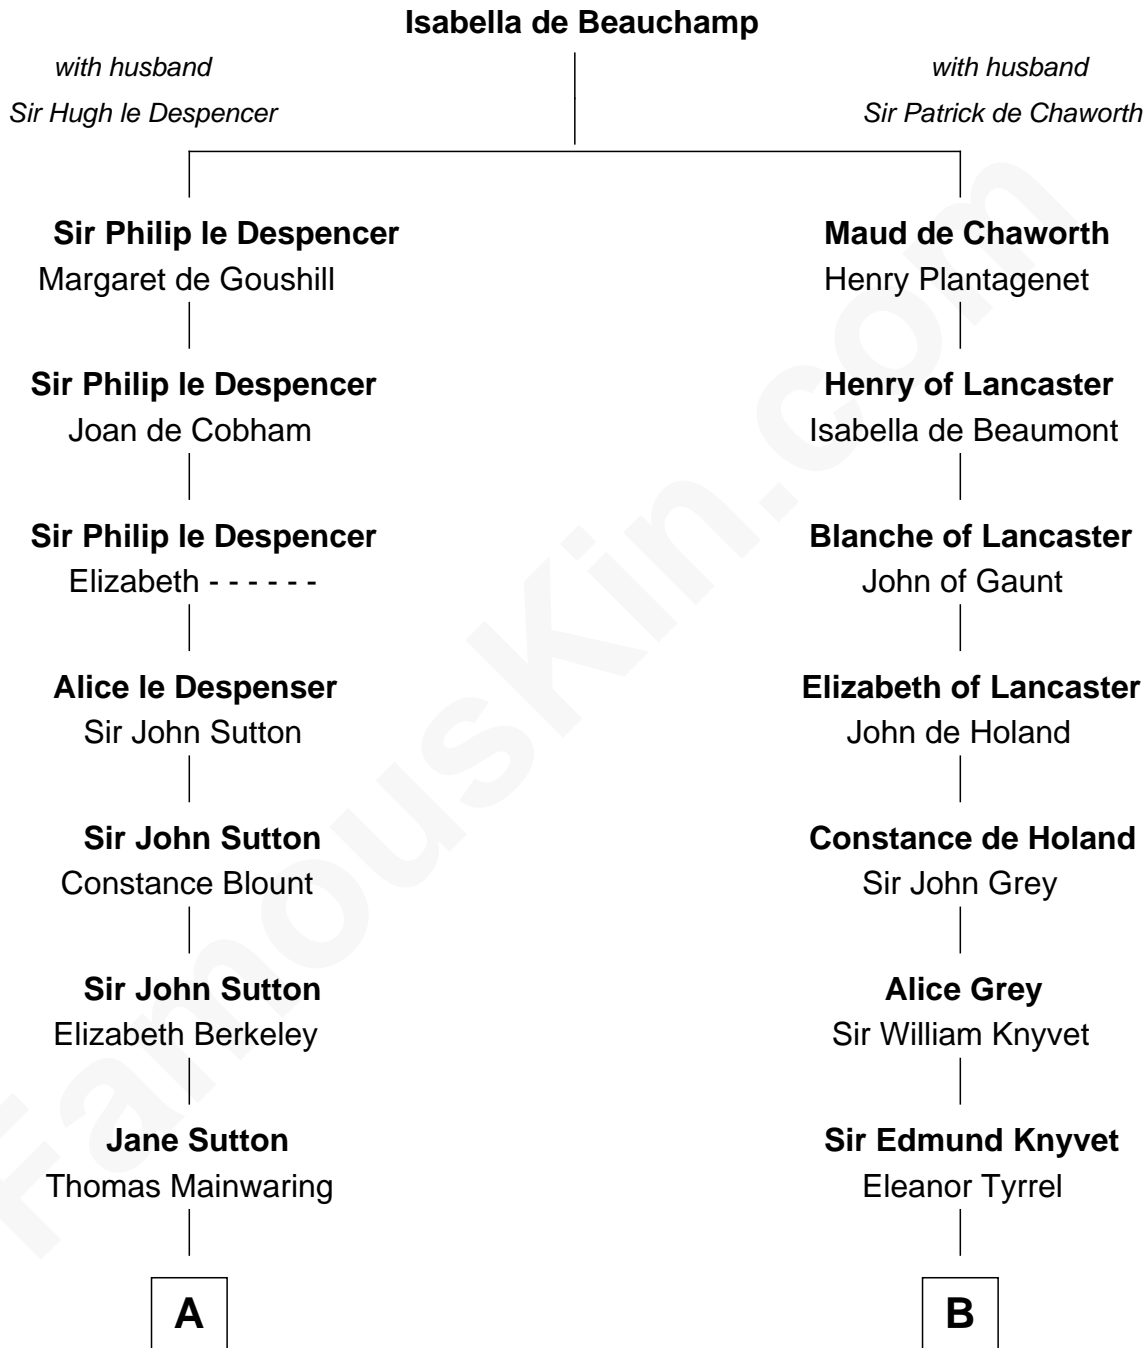 Isabella de Beauchamp
with husband
Sir Hugh le Despencer
with husband
Sir Patrick de Chaworth
Sir Philip le Despencer
Margaret de Goushill
Maud de Chaworth
Henry Plantagenet
Sir Philip le Despencer
Joan de Cobham
Henry of Lancaster
Isabella de Beaumont
Sir Philip le Despencer
Elizabeth - - - - - -
Blanche of Lancaster
John of Gaunt
Alice le Despenser
Sir John Sutton
Elizabeth of Lancaster
John de Holand
Sir John Sutton
Constance Blount
Constance de Holand
Sir John Grey
Sir John Sutton
Elizabeth Berkeley
Alice Grey
Sir William Knyvet
Jane Sutton
Thomas Mainwaring
Sir Edmund Knyvet
Eleanor Tyrrel
A
B
FamousKin.com